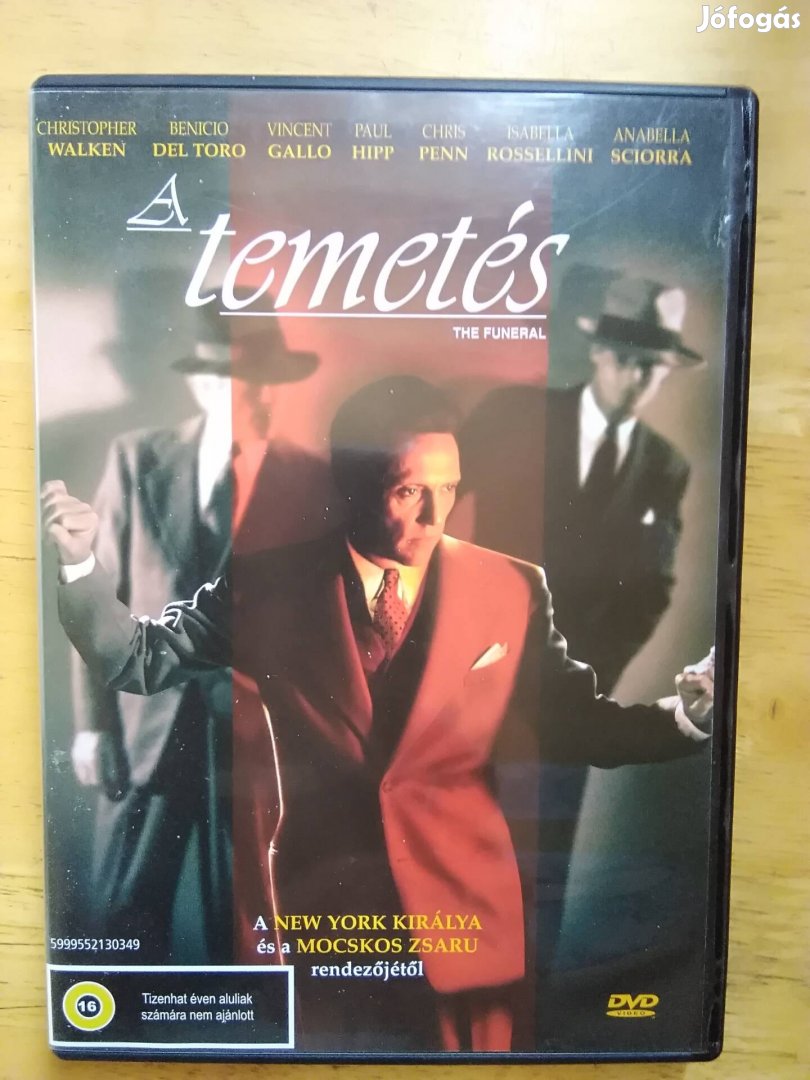 Jófogás
CHRISTOPHER WALKEN
BENICIO DEL TORO
VINCENT GALLO
PAUL HIPP
CHRIS PENN
ISABELLA ROSSELLINI
ANABELLA SCIORRA
A
temetés
THE FUNERAL
A NEW YORK KIRÁLYA
és a MOCSKOS ZSARU
rendezőjétől
5999552130349
16
Tizenhat éven aluliak
számára nem ajánlott
DVD
VIDEO